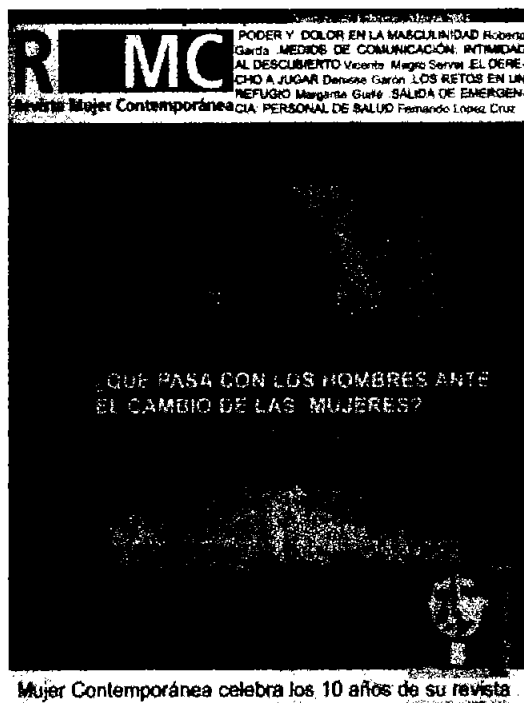 R MC
Revista Mujer Contemporánea
PODER Y DOLOR EN LA MASCULINIDAD Roberto
Garda .MEDIOS DE COMUNICACIÓN: INTIMIDAD
AL DESCUBIERTO Vicente Magro Servet .EL DERE-
CHO A JUGAR Denisse Garón .LOS RETOS EN UN
REFUGIO Margarita Guillé .SALIDA DE EMERGEN-
CIA: PERSONAL DE SALUD Fernando López Cruz
¿QUE PASA CON LOS HOMBRES ANTE
EL CAMBIO DE LAS MUJERES?
Mujer Contemporánea celebra los 10 años de su revista